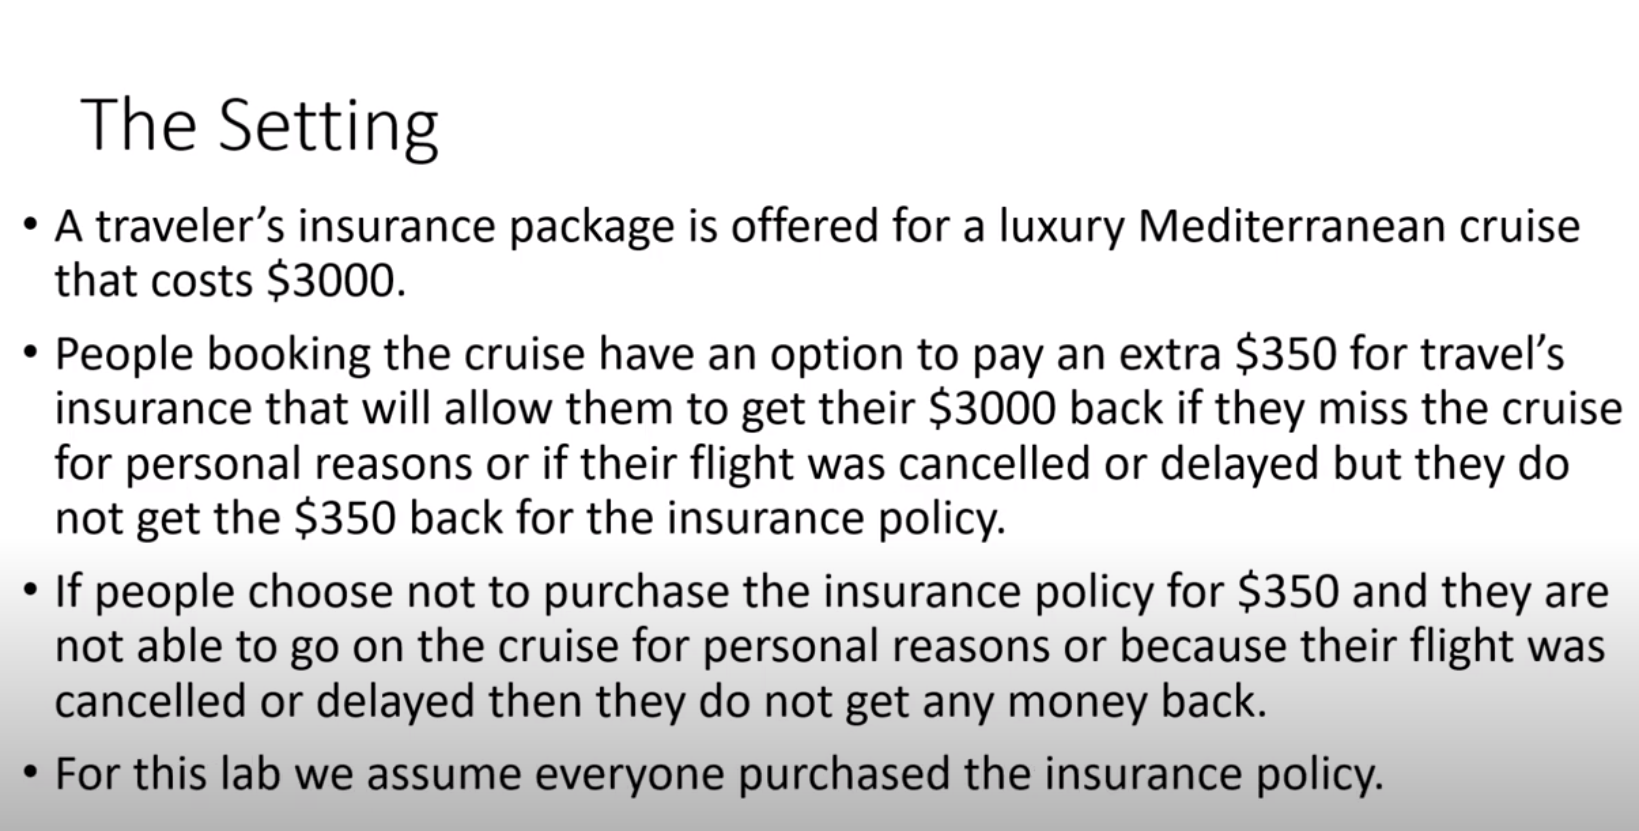 The Setting
• A traveler's insurance package is offered for a luxury Mediterranean cruise
that costs $3000.
• People booking the cruise have an option to pay an extra $350 for travel's
insurance that will allow them to get their $3000 back if they miss the cruise
for personal reasons or if their flight was cancelled or delayed but they do
not get the $350 back for the insurance policy.
• If people choose not to purchase the insurance policy for $350 and they are
not able to go on the cruise for personal reasons or because their flight was
cancelled or delayed then they do not get any money back.
• For this lab we assume everyone purchased the insurance policy.